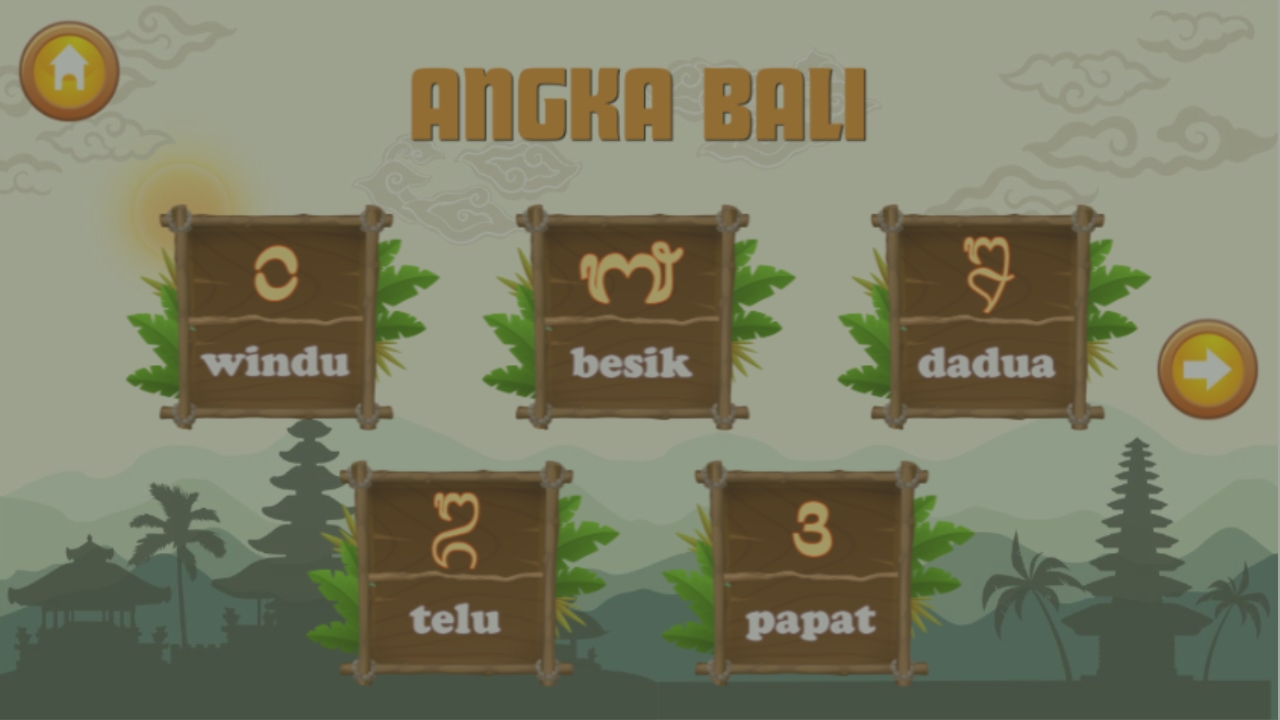 ANGKA BALI
᭐
᭑
᭒
windu
besik
dadua
᭓
᭔
telu
papat